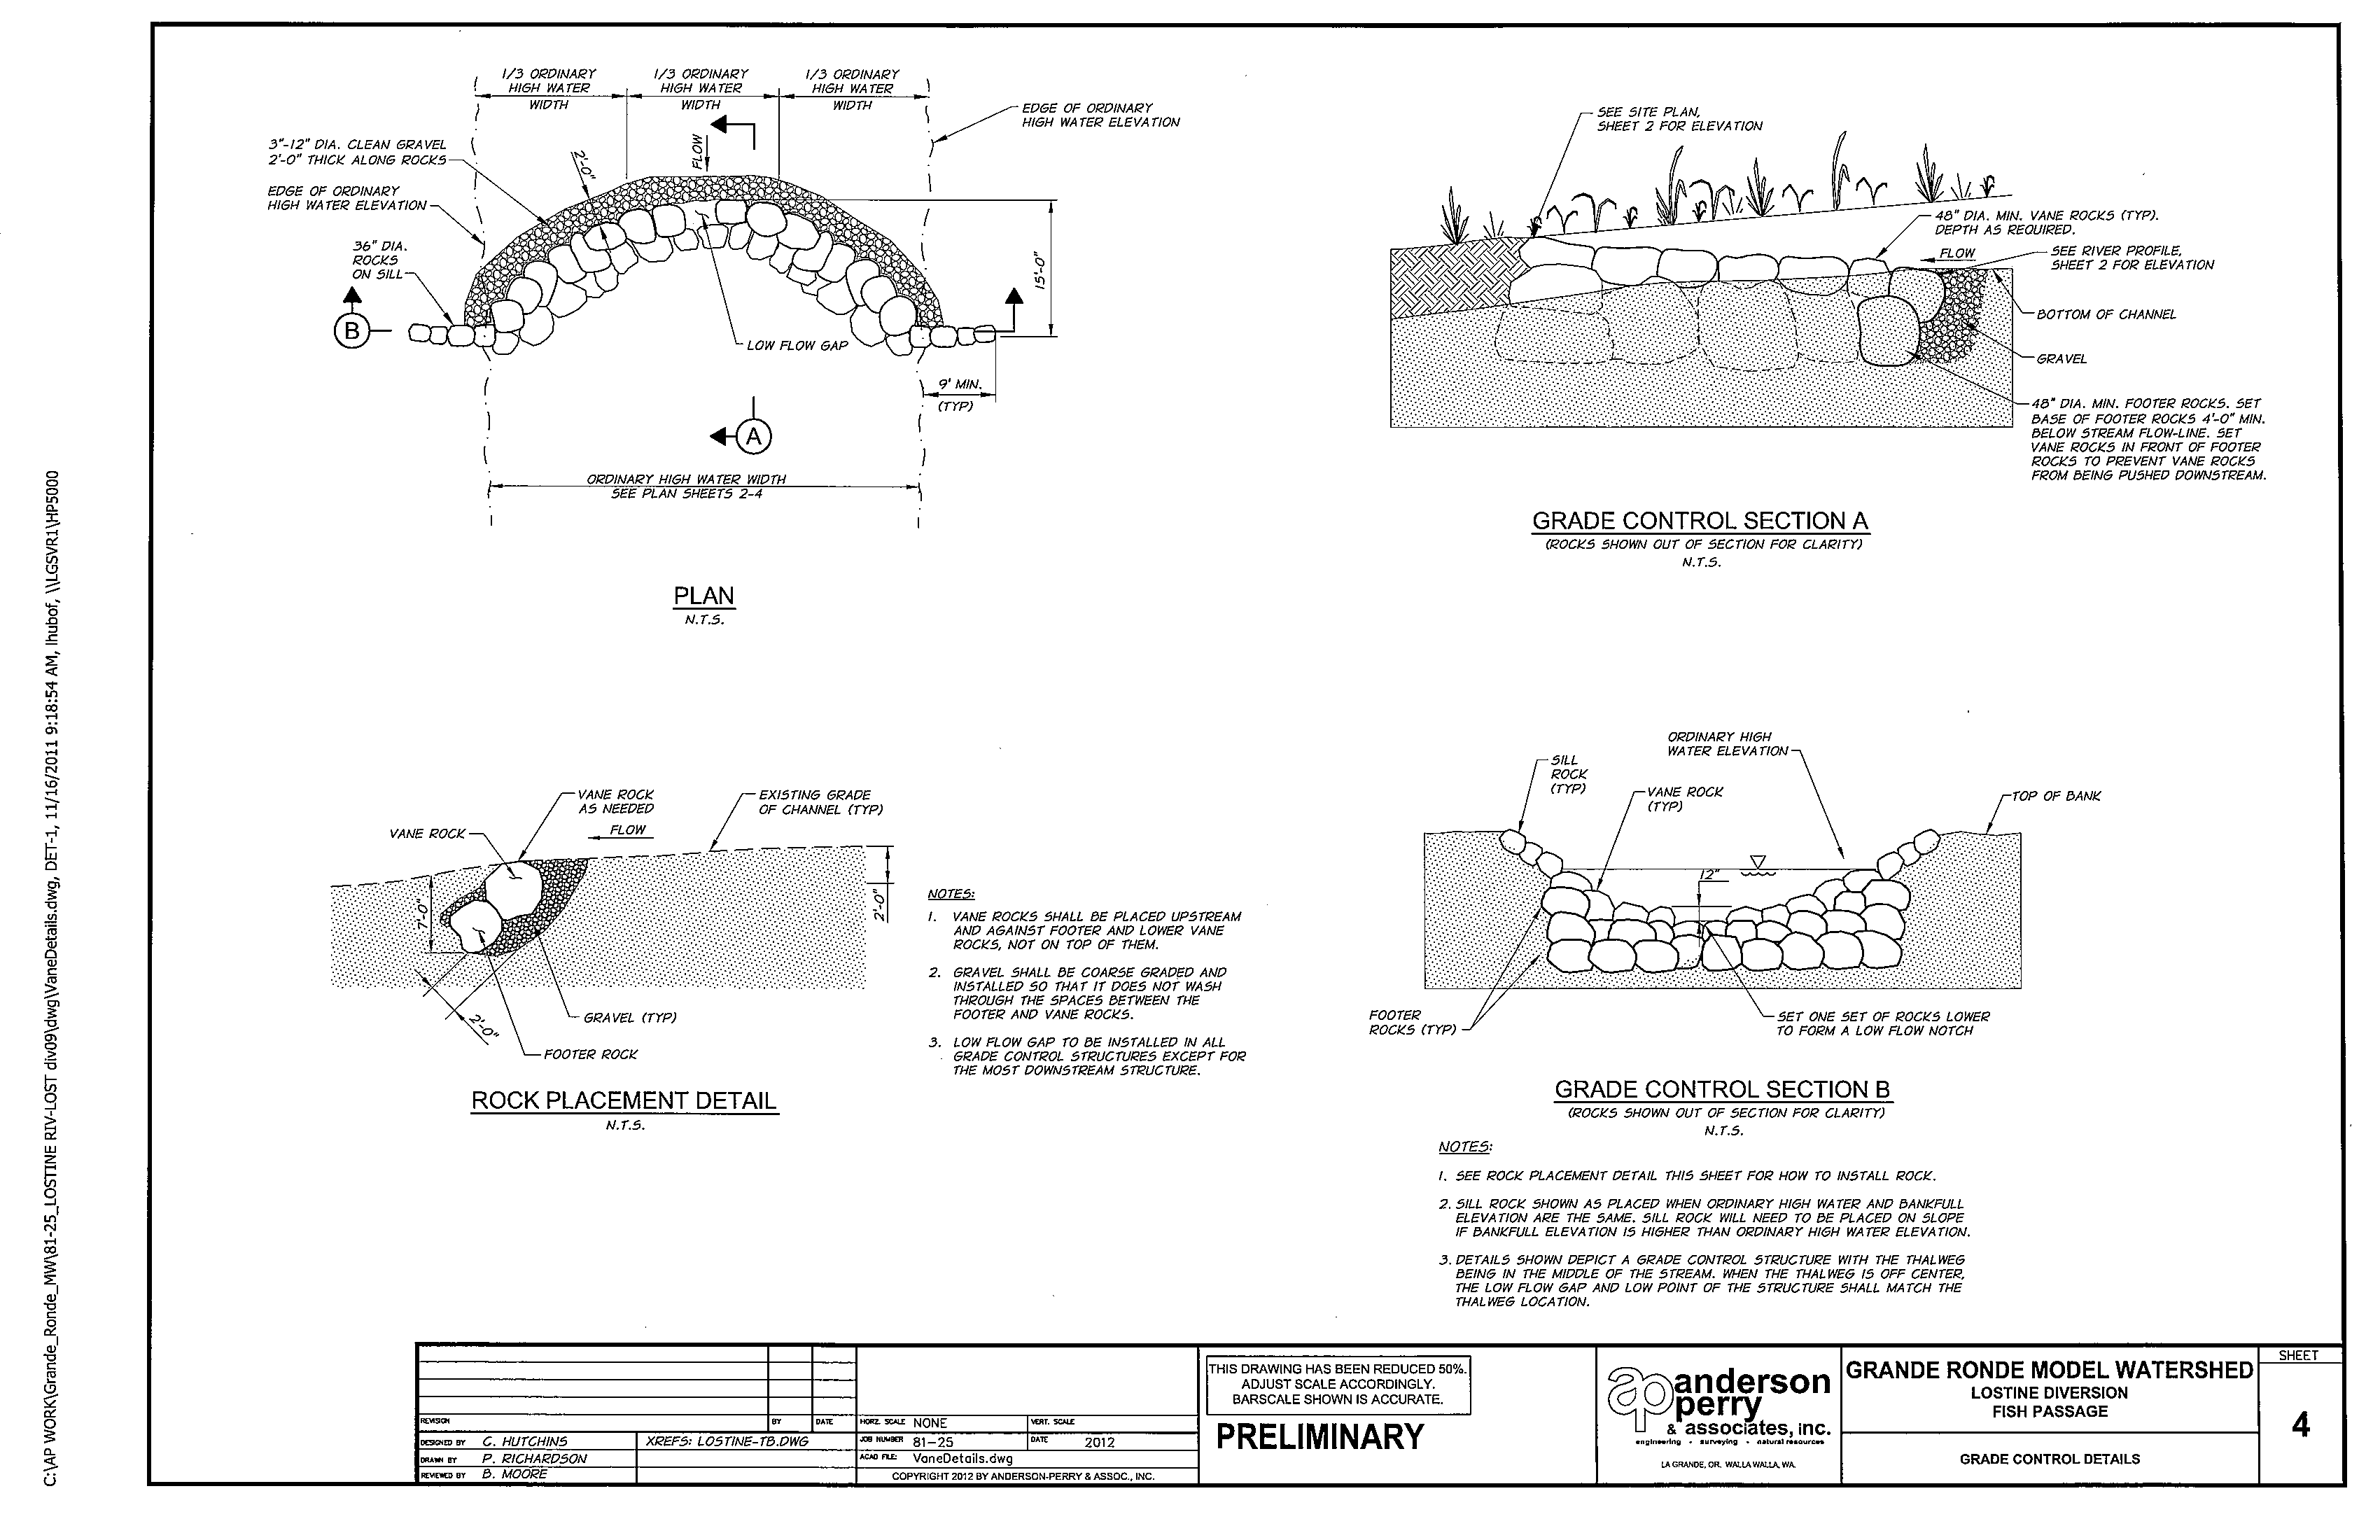 C:\AP WORK\Grande_Ronde_MW\81-25_LOSTINE RIV-LOST div09\dwg\VaneDetails.dwg, DET-1, 11/16/2011 9:18:54 AM, lhubof, \\LGSVR1\HP5000
1/3 ORDINARY
HIGH WATER
WIDTH
1/3 ORDINARY
HIGH WATER
WIDTH
1/3 ORDINARY
HIGH WATER
WIDTH
EDGE OF ORDINARY
HIGH WATER ELEVATION
3"-12" DIA. CLEAN GRAVEL
2'-0" THICK ALONG ROCKS
2'-0"
FLOW
EDGE OF ORDINARY
HIGH WATER ELEVATION
36" DIA.
ROCKS
ON SILL
15'-0"
B
LOW FLOW GAP
9' MIN.
(TYP)
A
ORDINARY HIGH WATER WIDTH
SEE PLAN SHEETS 2-4
PLAN
N.T.S.
SEE SITE PLAN,
SHEET 2 FOR ELEVATION
48" DIA. MIN. VANE ROCKS (TYP).
DEPTH AS REQUIRED.
FLOW
SEE RIVER PROFILE,
SHEET 2 FOR ELEVATION
BOTTOM OF CHANNEL
GRAVEL
48" DIA. MIN. FOOTER ROCKS. SET
BASE OF FOOTER ROCKS 4'-0" MIN.
BELOW STREAM FLOW-LINE. SET
VANE ROCKS IN FRONT OF FOOTER
ROCKS TO PREVENT VANE ROCKS
FROM BEING PUSHED DOWNSTREAM.
GRADE CONTROL SECTION A
(ROCKS SHOWN OUT OF SECTION FOR CLARITY)
N.T.S.
VANE ROCK
AS NEEDED
EXISTING GRADE
OF CHANNEL (TYP)
VANE ROCK
FLOW
7'-0"
2'-0"
2'-0"
GRAVEL (TYP)
FOOTER ROCK
ROCK PLACEMENT DETAIL
N.T.S.
NOTES:
1. VANE ROCKS SHALL BE PLACED UPSTREAM
AND AGAINST FOOTER AND LOWER VANE
ROCKS, NOT ON TOP OF THEM.
2. GRAVEL SHALL BE COARSE GRADED AND
INSTALLED SO THAT IT DOES NOT WASH
THROUGH THE SPACES BETWEEN THE
FOOTER AND VANE ROCKS.
3. LOW FLOW GAP TO BE INSTALLED IN ALL
GRADE CONTROL STRUCTURES EXCEPT FOR
THE MOST DOWNSTREAM STRUCTURE.
ORDINARY HIGH
WATER ELEVATION
SILL
ROCK
(TYP)
VANE ROCK
(TYP)
TOP OF BANK
12"
FOOTER
ROCKS (TYP)
SET ONE SET OF ROCKS LOWER
TO FORM A LOW FLOW NOTCH
GRADE CONTROL SECTION B
(ROCKS SHOWN OUT OF SECTION FOR CLARITY)
N.T.S.
NOTES:
1. SEE ROCK PLACEMENT DETAIL THIS SHEET FOR HOW TO INSTALL ROCK.
2. SILL ROCK SHOWN AS PLACED WHEN ORDINARY HIGH WATER AND BANKFULL
ELEVATION ARE THE SAME. SILL ROCK WILL NEED TO BE PLACED ON SLOPE
IF BANKFULL ELEVATION IS HIGHER THAN ORDINARY HIGH WATER ELEVATION.
3. DETAILS SHOWN DEPICT A GRADE CONTROL STRUCTURE WITH THE THALWEG
BEING IN THE MIDDLE OF THE STREAM. WHEN THE THALWEG IS OFF CENTER,
THE LOW FLOW GAP AND LOW POINT OF THE STRUCTURE SHALL MATCH THE
THALWEG LOCATION.
REVISION BY DATE
DESIGNED BY C. HUTCHINS
DRAWN BY P. RICHARDSON
REVIEWED BY B. MOORE
XREFS: LOSTINE-TB.DWG
HORZ. SCALE NONE VERT. SCALE
JOB NUMBER 81-25 DATE 2012
ACAD FILE: VaneDetails.dwg
COPYRIGHT 2012 BY ANDERSON-PERRY & ASSOC., INC.
THIS DRAWING HAS BEEN REDUCED 50%.
ADJUST SCALE ACCORDINGLY.
BARSCALE SHOWN IS ACCURATE.
PRELIMINARY
ap
anderson
perry
& associates, inc.
engineering • surveying • natural resources
LA GRANDE, OR. WALLA WALLA, WA.
GRANDE RONDE MODEL WATERSHED
LOSTINE DIVERSION
FISH PASSAGE
GRADE CONTROL DETAILS
SHEET
4